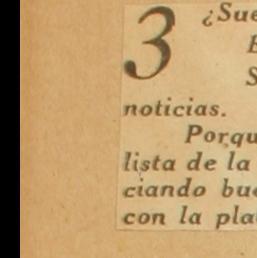 3 ¿Sue
E
S
noticias.
Porqu
lista de la
ciando bue
con la pla